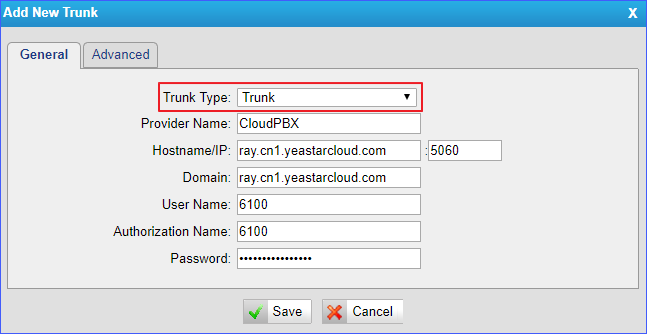 Add New Trunk X
General Advanced
Trunk Type: Trunk
Provider Name: CloudPBX
Hostname/IP: ray.cn1.yeastarcloud.com :5060
Domain: ray.cn1.yeastarcloud.com
User Name: 6100
Authorization Name: 6100
Password: ••••••••••••••••
Save Cancel